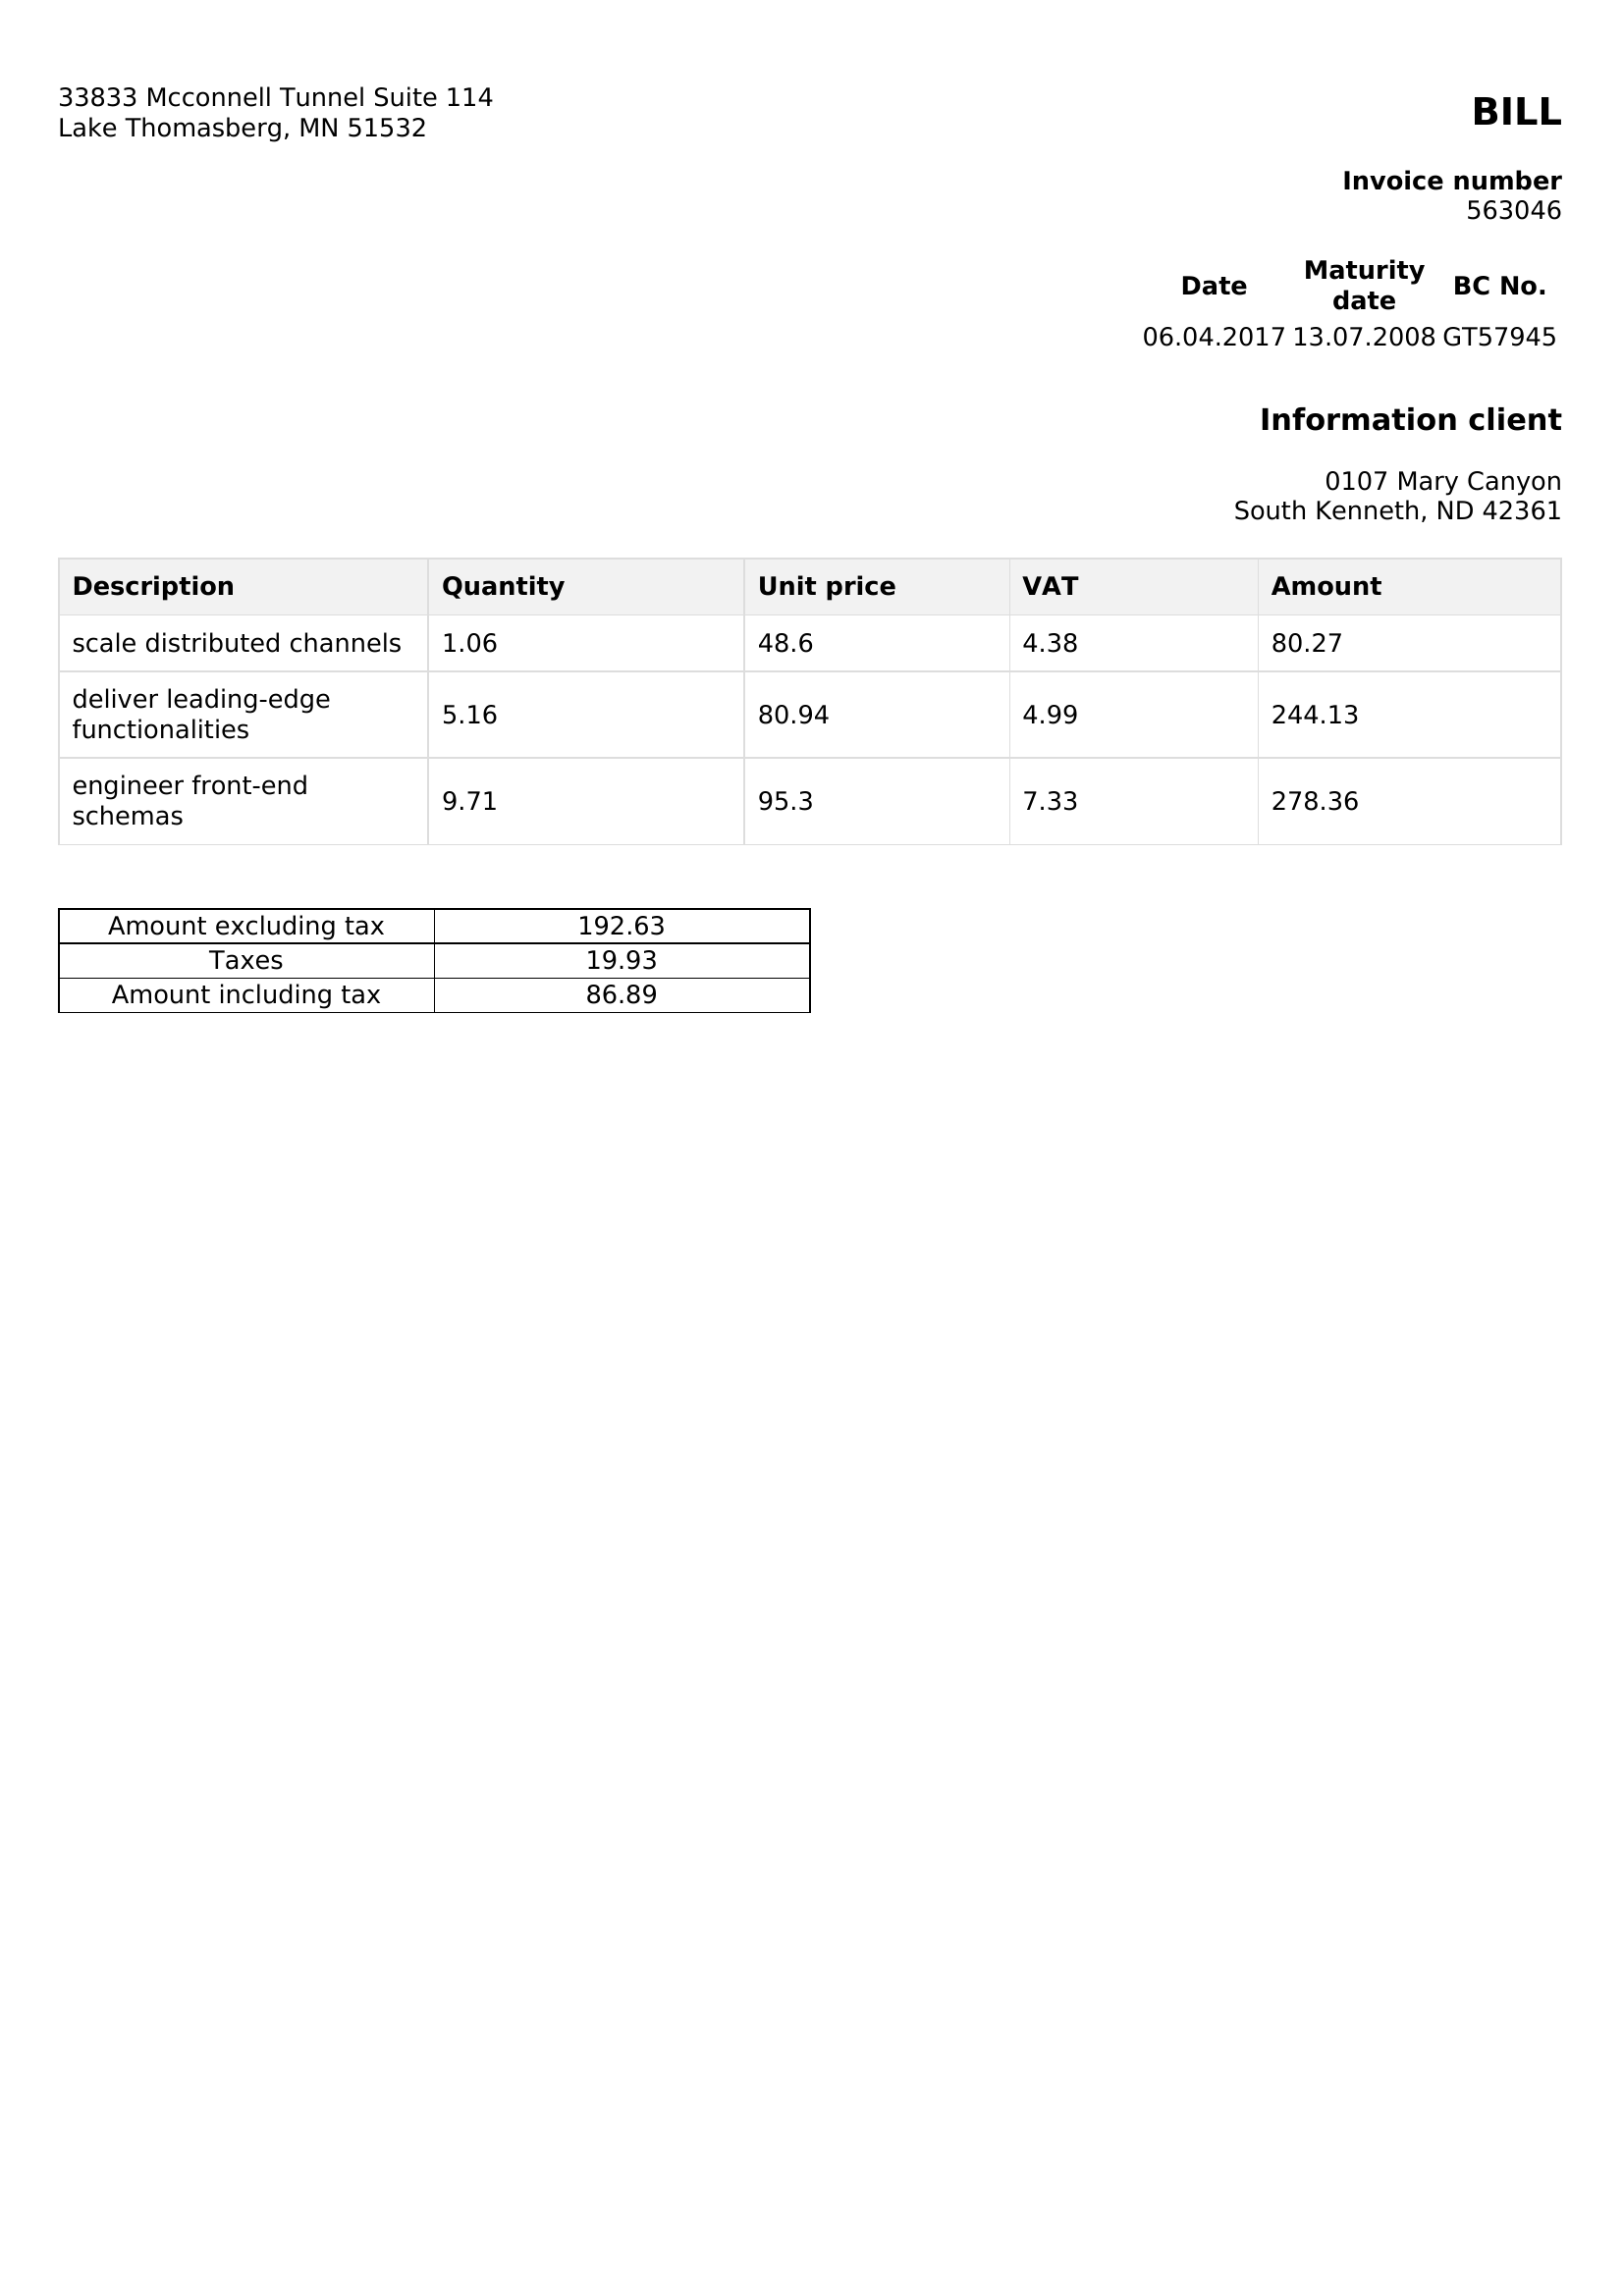 33833 Mcconnell Tunnel Suite 114
Lake Thomasberg, MN 51532
BILL
Invoice number
563046
Date Maturity date BC No.
06.04.2017 13.07.2008 GT57945
Information client
0107 Mary Canyon
South Kenneth, ND 42361
Description Quantity Unit price VAT Amount
scale distributed channels 1.06 48.6 4.38 80.27
deliver leading-edge functionalities 5.16 80.94 4.99 244.13
engineer front-end schemas 9.71 95.3 7.33 278.36
Amount excluding tax 192.63
Taxes 19.93
Amount including tax 86.89